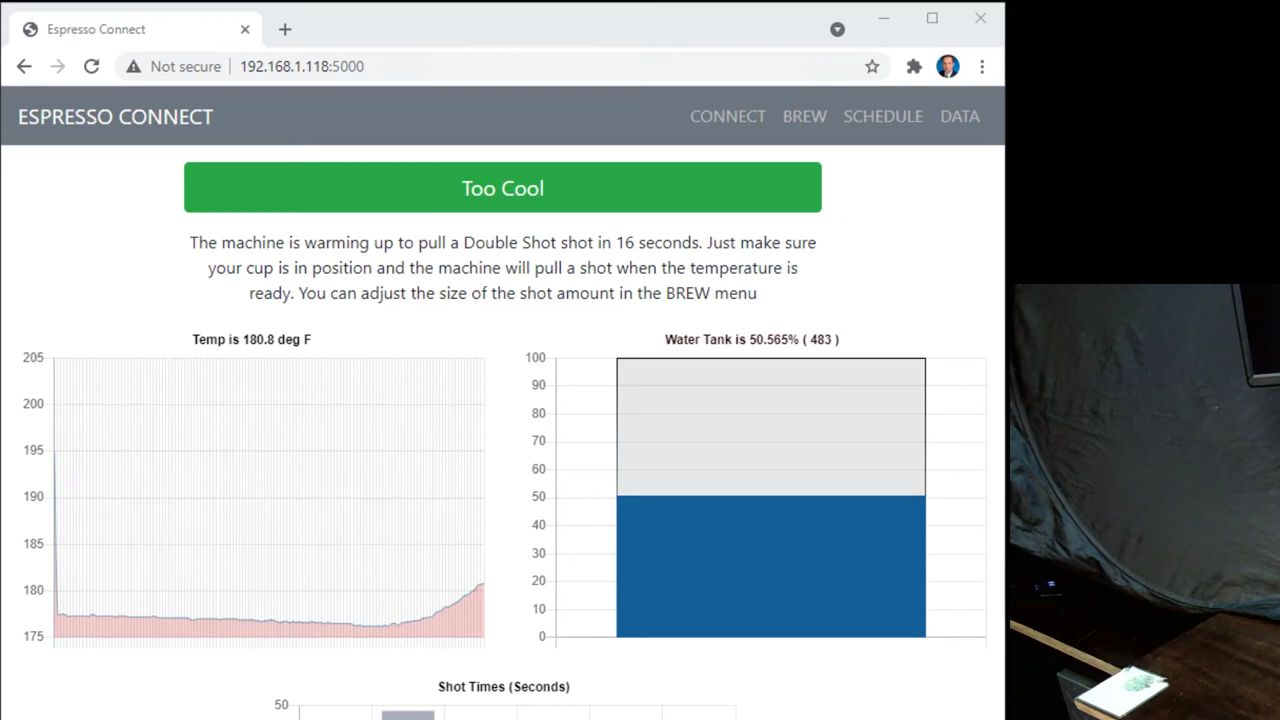 Espresso Connect
Not secure
192.168.1.118:5000
ESPRESSO CONNECT
CONNECT
BREW
SCHEDULE
DATA
Too Cool
The machine is warming up to pull a Double Shot shot in 16 seconds. Just make sure
your cup is in position and the machine will pull a shot when the temperature is
ready. You can adjust the size of the shot amount in the BREW menu
Temp is 180.8 deg F
205
200
195
190
185
180
175
Water Tank is 50.565% ( 483 )
100
90
80
70
60
50
40
30
20
10
0
Shot Times (Seconds)
50